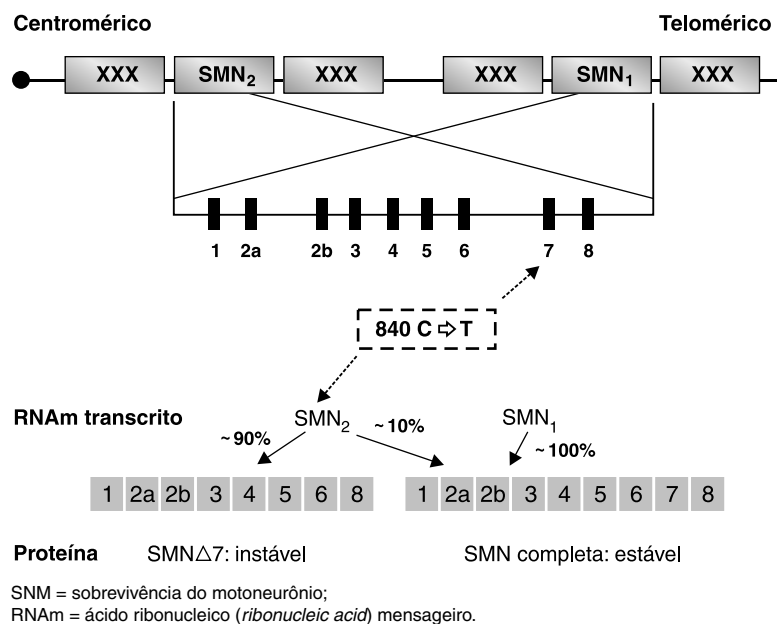 Centromérico Telomérico
XXX SMN2 XXX XXX SMN1 XXX
1 2a 2b 3 4 5 6 7 8
840 C ⇨ T
RNAm transcrito SMN2 SMN1
~90% ~10% ~100%
1 2a 2b 3 4 5 6 8 1 2a 2b 3 4 5 6 7 8
Proteína SMN△7: instável SMN completa: estável
SNM = sobrevivência do motoneurônio;
RNAm = ácido ribonucleico (ribonucleic acid) mensageiro.